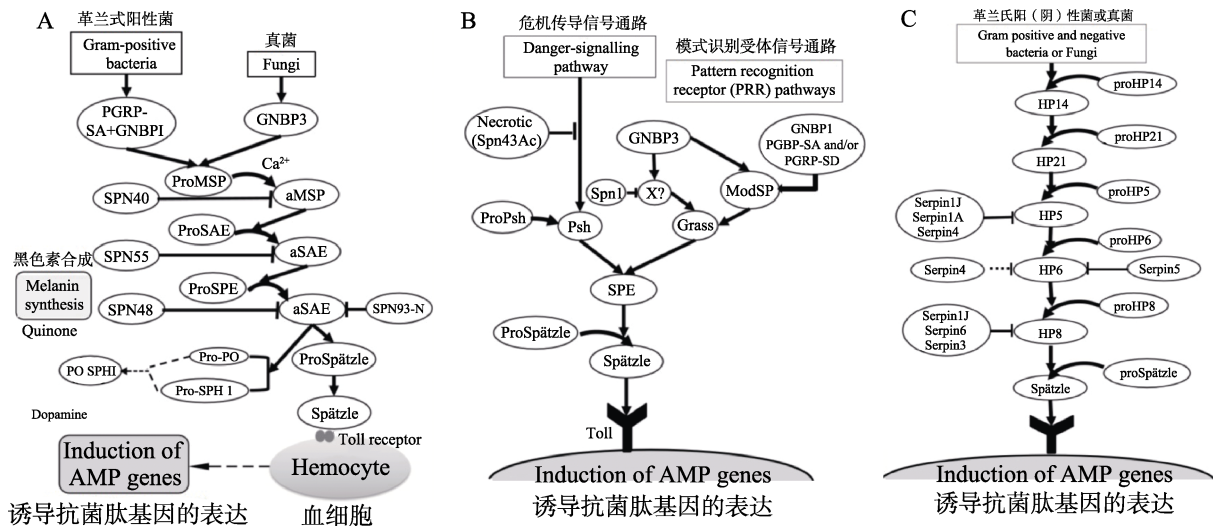 A
革兰式阳性菌
Gram-positive
bacteria
真菌
Fungi
PGRP-
SA+GNBPI
GNBP3
ProMSP
Ca²⁺
SPN40
aMSP
ProSAE
黑色素合成
SPN55
aSAE
Melanin
synthesis
ProSPE
SPN48
aSAE
SPN93-N
Quinone
PO SPHI
Pro-PO
ProSpätzle
Pro-SPH 1
Dopamine
Spätzle
Toll receptor
Induction of
AMP genes
Hemocyte
诱导抗菌肽基因的表达
血细胞
B
危机传导信号通路
Danger-signalling
pathway
模式识别受体信号通路
Pattern recognition
receptor (PRR) pathways
Necrotic
(Spn43Ac)
GNBP3
GNBP1
PGBP-SA and/or
PGRP-SD
Spn1
X?
ModSP
ProPsh
Psh
Grass
SPE
ProSpätzle
Spätzle
Toll
Induction of AMP genes
诱导抗菌肽基因的表达
C
革兰氏阳（阴）性菌或真菌
Gram positive and negative
bacteria or Fungi
proHP14
HP14
proHP21
HP21
proHP5
Serpin1J
Serpin1A
Serpin4
HP5
proHP6
Serpin4
HP6
Serpin5
proHP8
Serpin1J
Serpin6
Serpin3
HP8
proSpätzle
Spätzle
Induction of AMP genes
诱导抗菌肽基因的表达